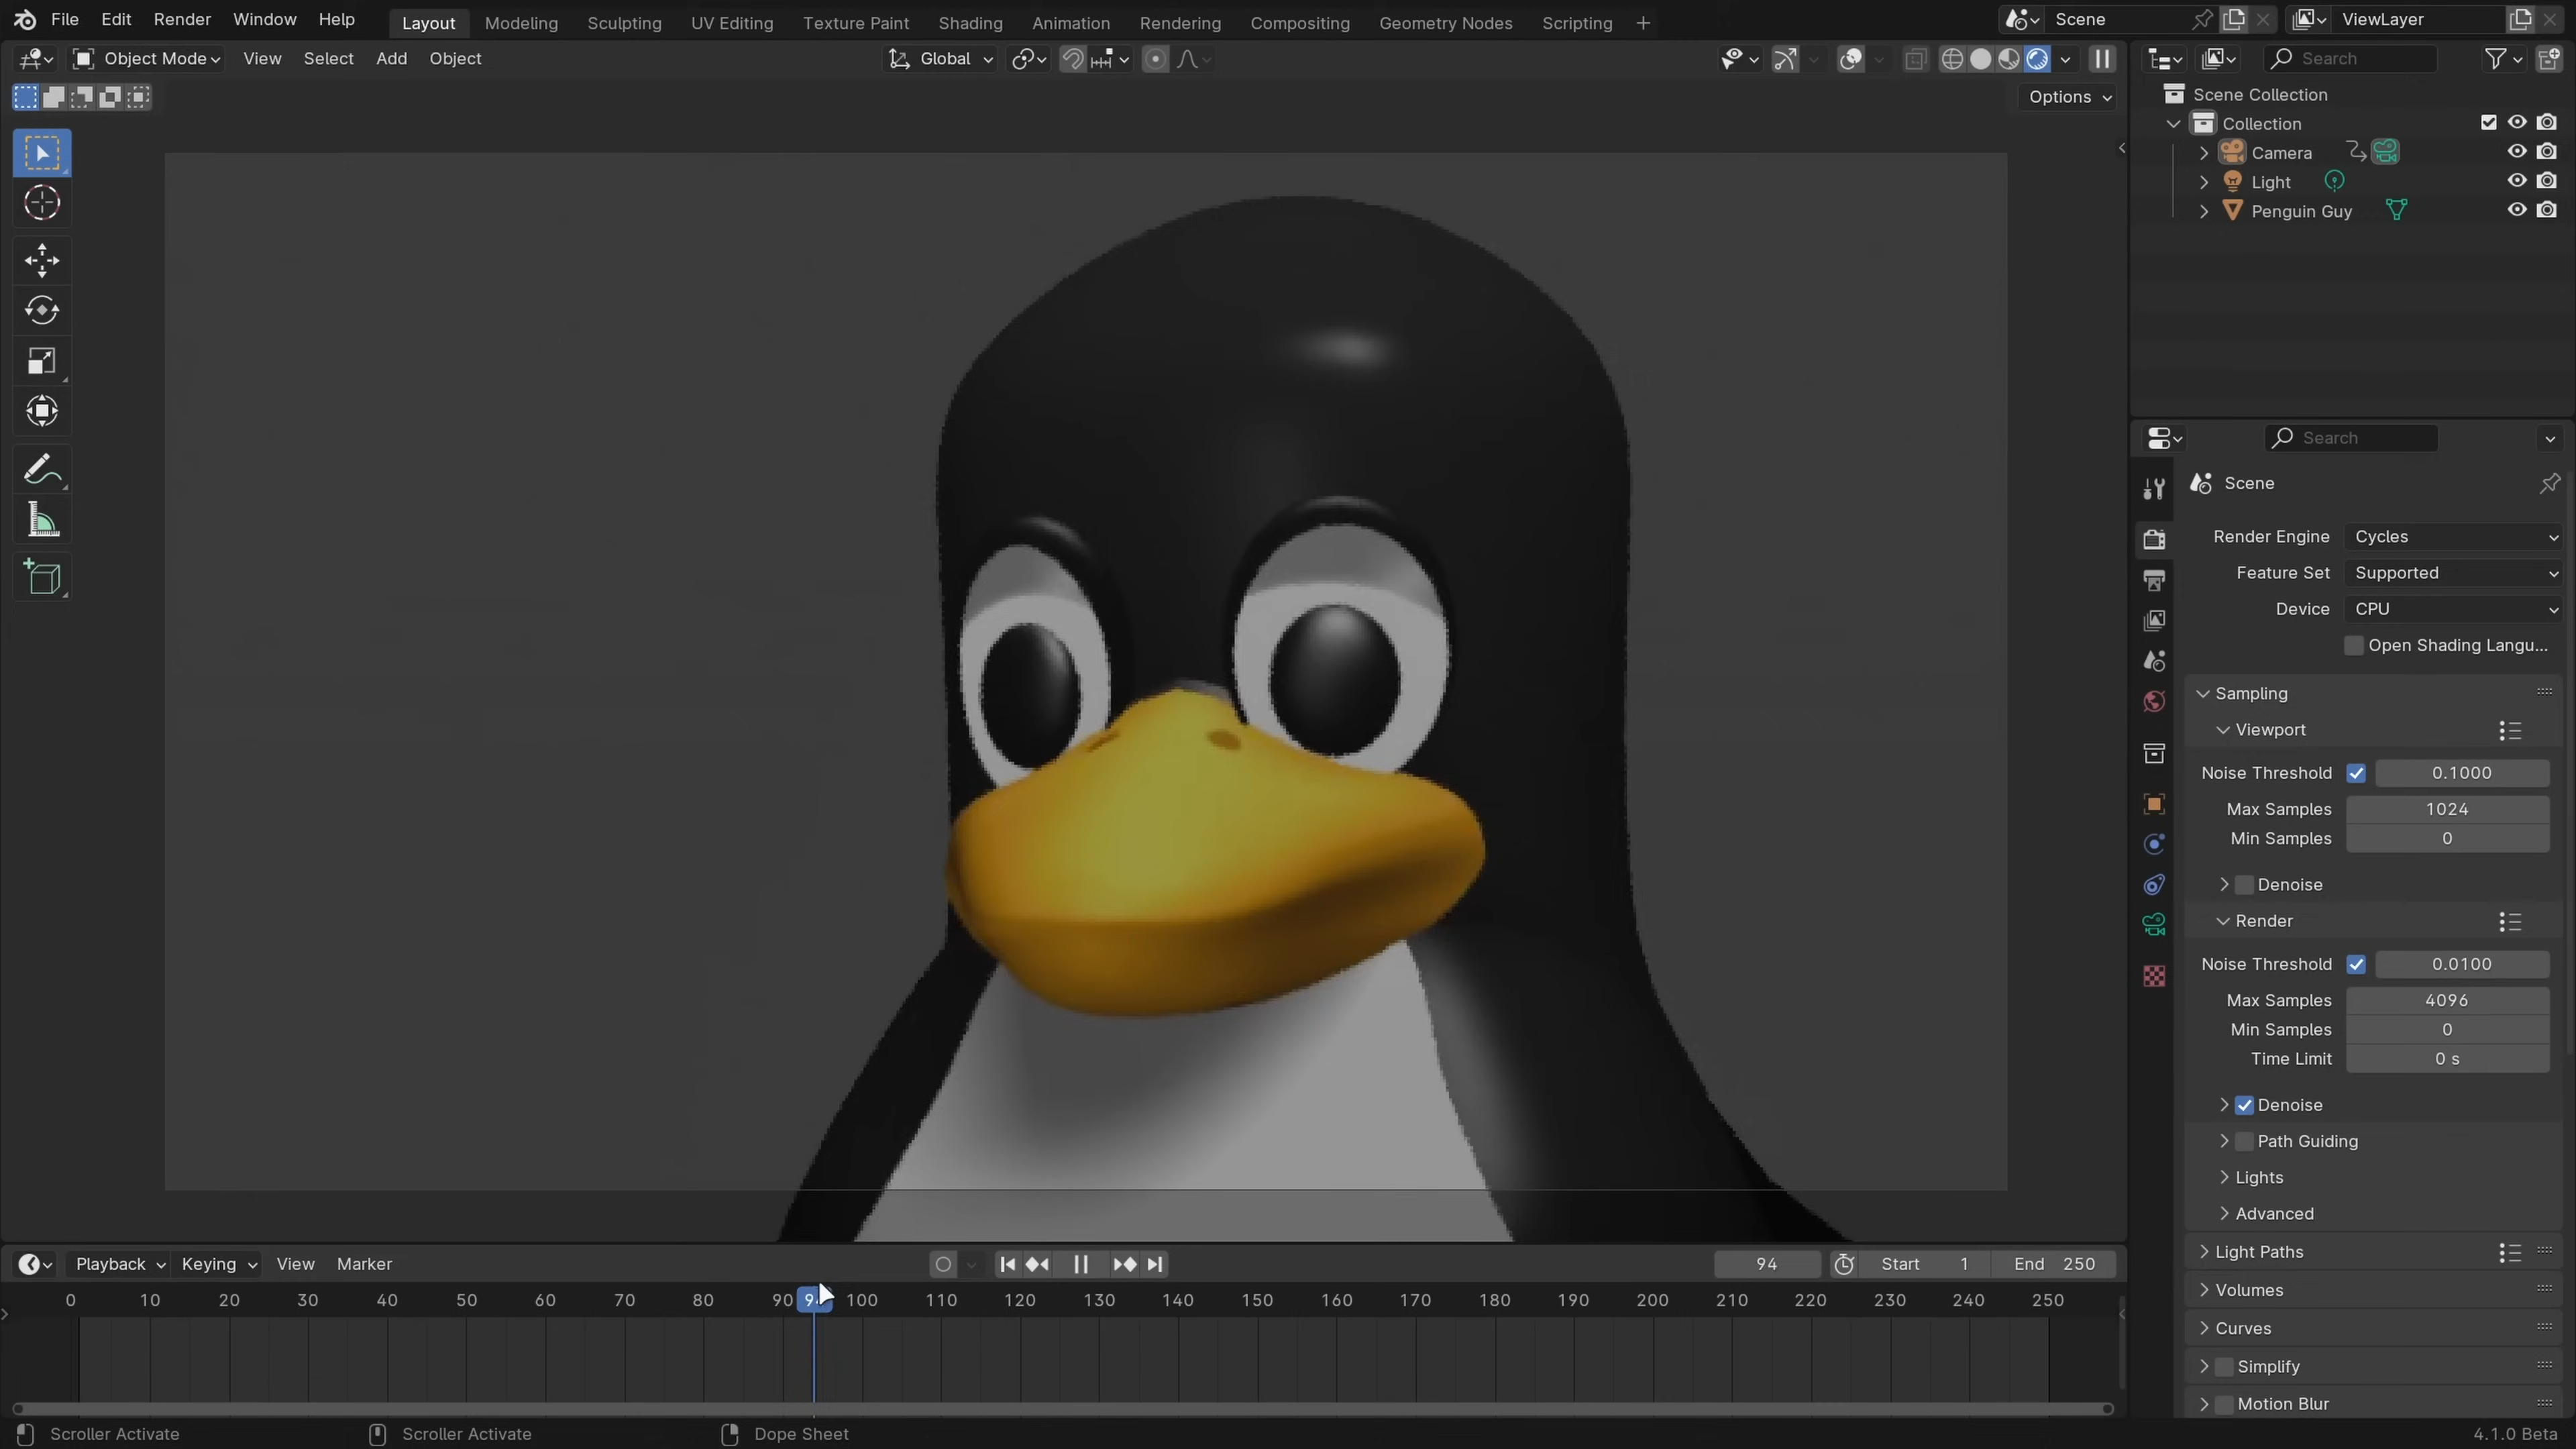 File Edit Render Window Help Layout Modeling Sculpting UV Editing Texture Paint Shading Animation Rendering Compositing Geometry Nodes Scripting + Scene ViewLayer
Object Mode View Select Add Object Global Search
Options
Scene Collection
Collection
Camera
Light
Penguin Guy
Search
Scene
Render Engine Cycles
Feature Set Supported
Device CPU
Open Shading Langu...
Sampling
Viewport
Noise Threshold 0.1000
Max Samples 1024
Min Samples 0
Denoise
Render
Noise Threshold 0.0100
Max Samples 4096
Min Samples 0
Time Limit 0 s
Denoise
Path Guiding
Lights
Advanced
Light Paths
Volumes
Curves
Simplify
Motion Blur
Playback Keying View Marker 94 Start 1 End 250
0 10 20 30 40 50 60 70 80 90 100 110 120 130 140 150 160 170 180 190 200 210 220 230 240 250
Scroller Activate Scroller Activate Dope Sheet 4.1.0 Beta